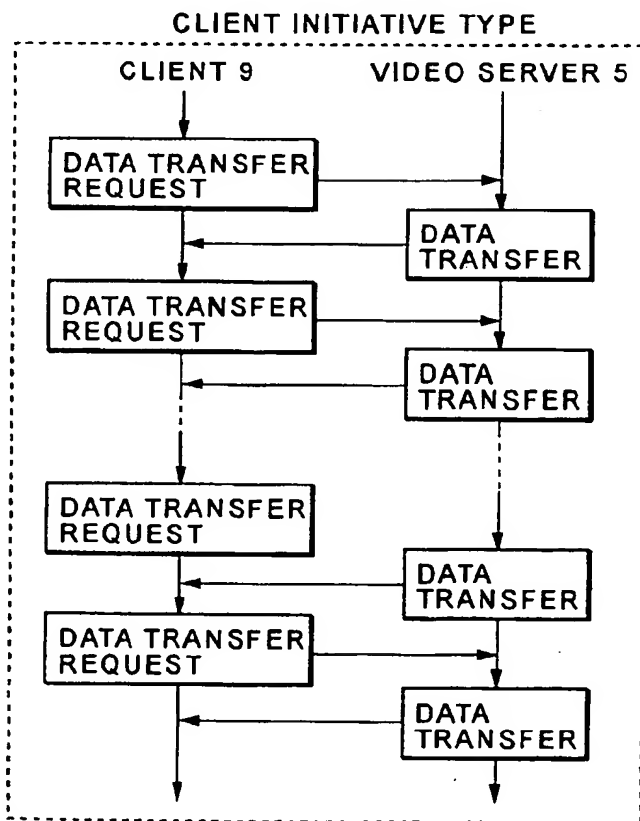 CLIENT INITIATIVE TYPE
CLIENT 9 VIDEO SERVER 5
DATA TRANSFER
REQUEST
DATA
TRANSFER
DATA TRANSFER
REQUEST
DATA
TRANSFER
DATA TRANSFER
REQUEST
DATA
TRANSFER
DATA TRANSFER
REQUEST
DATA
TRANSFER